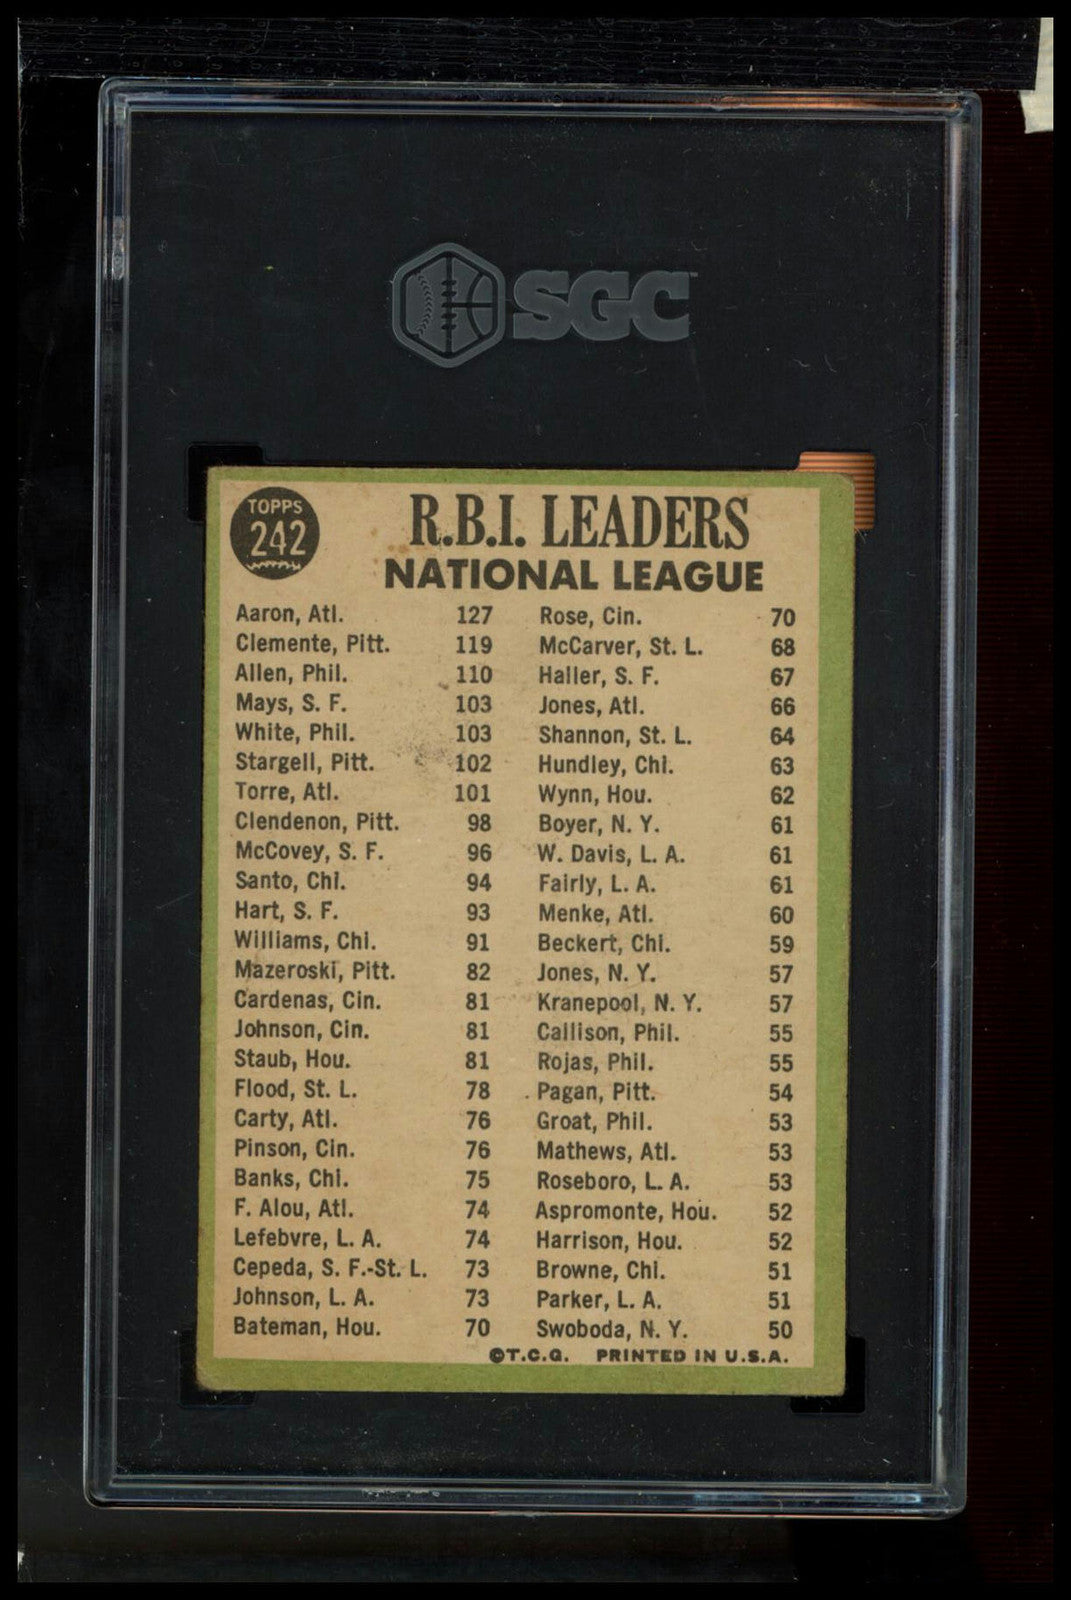 SGC
TOPPS
242
R.B.I. LEADERS
NATIONAL LEAGUE
Aaron, Atl. 127
Clemente, Pitt. 119
Allen, Phil. 110
Mays, S. F. 103
White, Phil. 103
Stargell, Pitt. 102
Torre, Atl. 101
Clendenon, Pitt. 98
McCovey, S. F. 96
Santo, Chi. 94
Hart, S. F. 93
Williams, Chi. 91
Mazeroski, Pitt. 82
Cardenas, Cin. 81
Johnson, Cin. 81
Staub, Hou. 81
Flood, St. L. 78
Carty, Atl. 76
Pinson, Cin. 76
Banks, Chi. 75
F. Alou, Atl. 74
Lefebvre, L. A. 74
Cepeda, S. F.-St. L. 73
Johnson, L. A. 73
Bateman, Hou. 70
Rose, Cin. 70
McCarver, St. L. 68
Haller, S. F. 67
Jones, Atl. 66
Shannon, St. L. 64
Hundley, Chi. 63
Wynn, Hou. 62
Boyer, N. Y. 61
W. Davis, L. A. 61
Fairly, L. A. 61
Menke, Atl. 60
Beckert, Chi. 59
Jones, N. Y. 57
Kranepool, N. Y. 57
Callison, Phil. 55
Rojas, Phil. 55
Pagan, Pitt. 54
Groat, Phil. 53
Mathews, Atl. 53
Roseboro, L. A. 53
Aspromonte, Hou. 52
Harrison, Hou. 52
Browne, Chi. 51
Parker, L. A. 51
Swoboda, N. Y. 50
©T.C.G. PRINTED IN U.S.A.